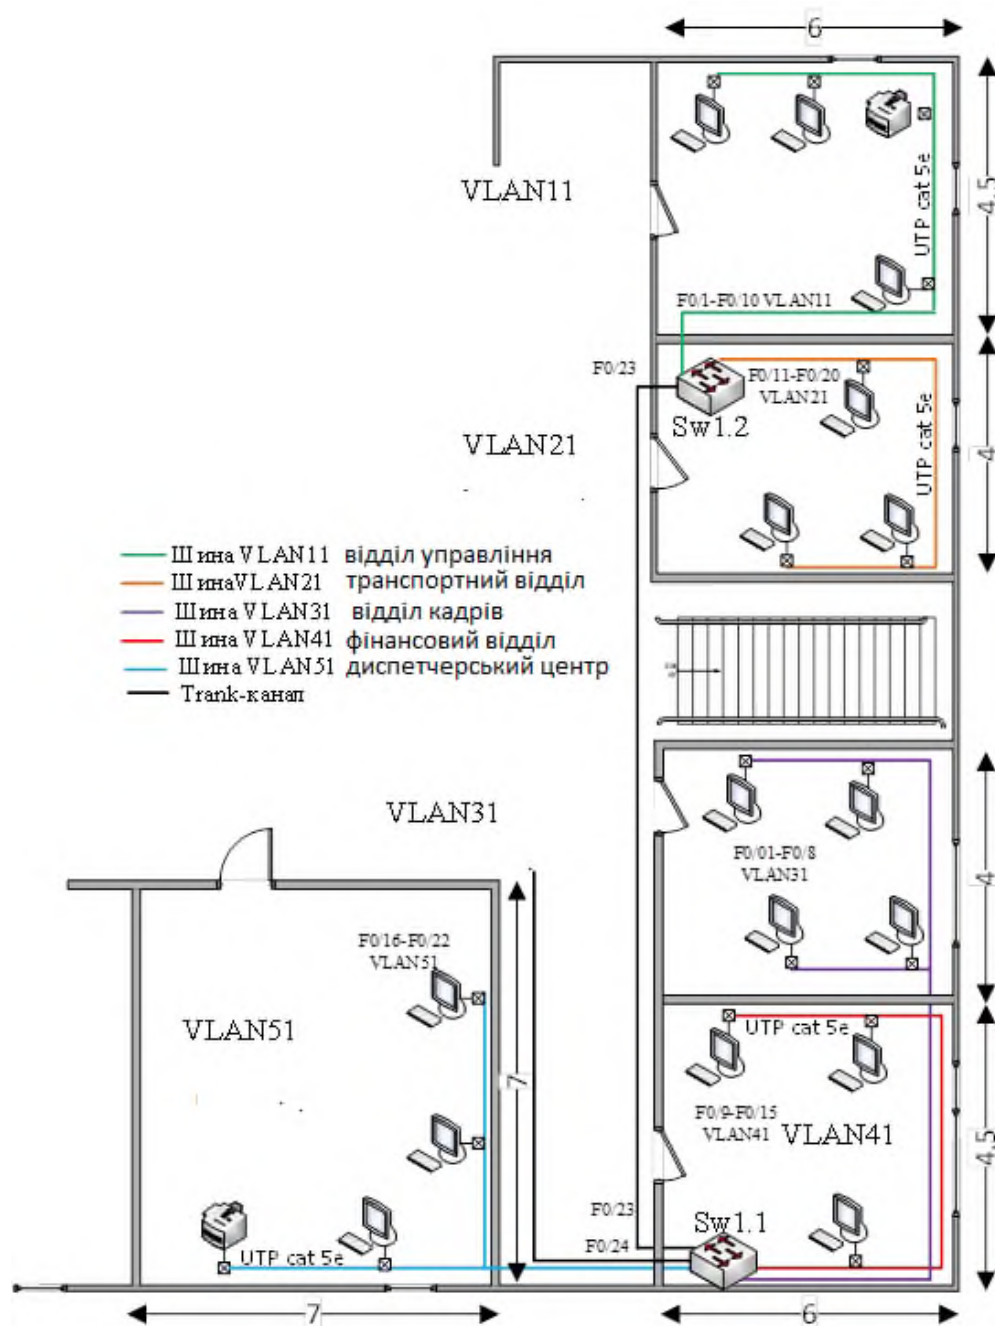 6
VLAN11
UTP cat 5e
4.5
F0/1-F0/10 VLAN11
F0/23
F0/11-F0/20
VLAN21
Sw1.2
UTP cat 5e
4
VLAN21
Шина VLAN11 відділ управління
ШинаVLAN21 транспортний відділ
Шина VLAN31 відділ кадрів
Шина VLAN41 фінансовий відділ
Шина VLAN51 диспетчерський центр
Trank-канал
VLAN31
F0/01-F0/8
VLAN31
4
F0/16-F0/22
VLAN51
VLAN51
7
UTP cat 5e
F0/9-F0/15
VLAN41
VLAN41
4.5
F0/23
Sw1.1
F0/24
UTP cat 5e
7
6